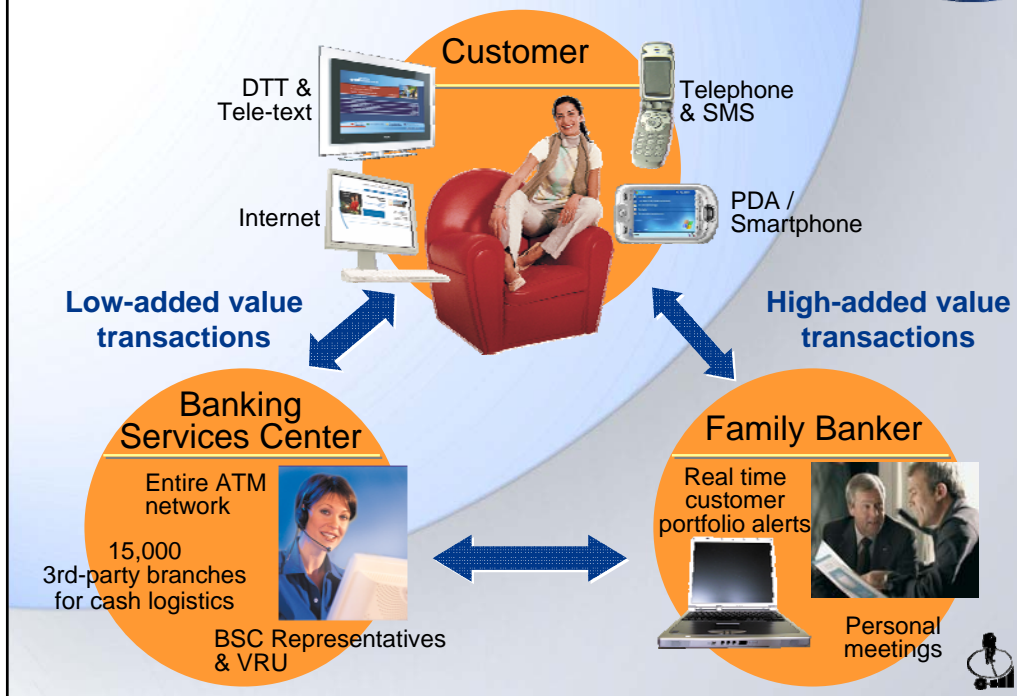 Customer
DTT &
Tele-text
Telephone
& SMS
Internet
PDA /
Smartphone
Low-added value
transactions
High-added value
transactions
Banking
Services Center
Entire ATM
network
15,000
3rd-party branches
for cash logistics
BSC Representatives
& VRU
Family Banker
Real time
customer
portfolio alerts
Personal
meetings